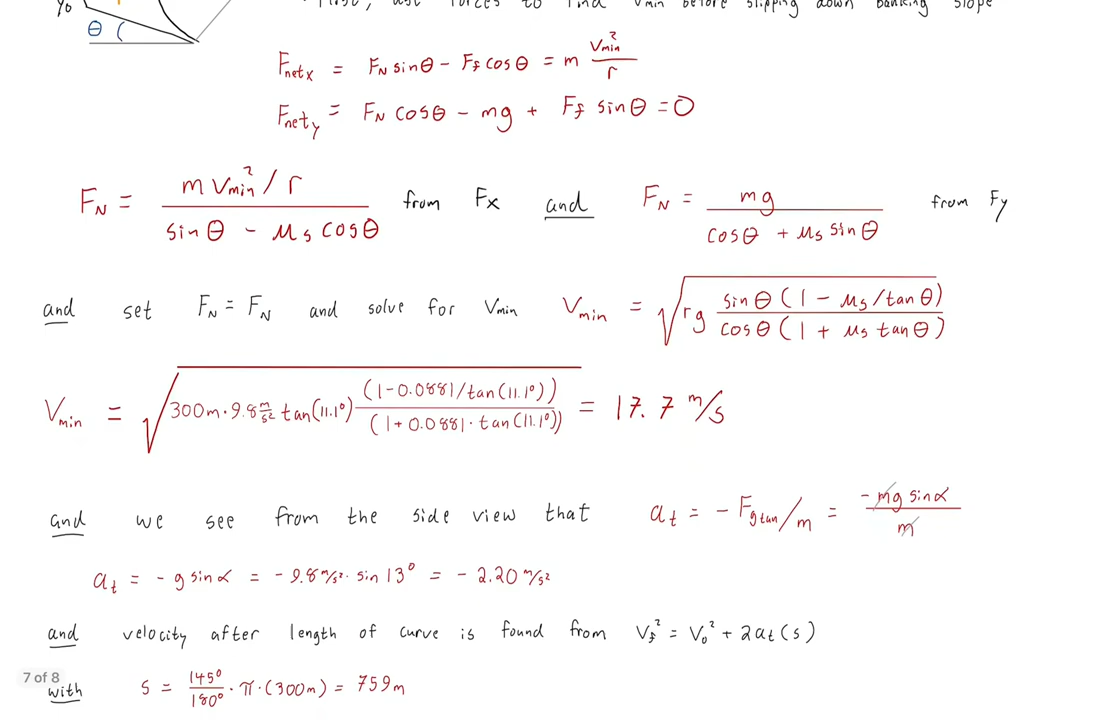 First, use forces to find Vmin before slipping down banking slope
y₀
θ
Fnetx = FN sinθ - Ff cosθ = m Vmin²/r
Fnety = FN cosθ - mg + Ff sinθ = 0
FN = (m Vmin² / r)/(sinθ - μs cosθ) from Fx and FN = mg/(cosθ + μs sinθ) from Fy
and set FN = FN and solve for Vmin Vmin = √(rg sinθ(1 - μs/tanθ)/cosθ(1 + μs tanθ))
Vmin = √(300m·9.8 m/s² tan(11.1°) (1-0.0881/tan(11.1°))/(1+0.0881·tan(11.1°))) = 17.7 m/s
and we see from the side view that at = - Fgtan/m = -mg sinα/m
at = -g sinα = -9.8 m/s² · sin 13° = - 2.20 m/s²
and velocity after length of curve is found from Vf² = V₀² + 2at(s)
7 of 8
with s = 145°/180° · π·(300m) = 759m